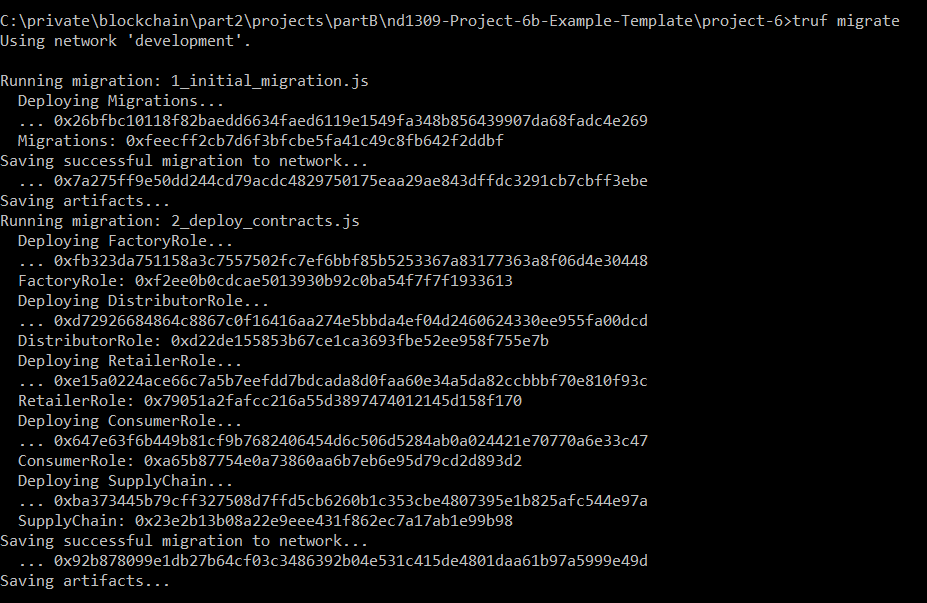 C:\private\blockchain\part2\projects\partB\nd1309-Project-6b-Example-Template\project-6>truf migrate
Using network 'development'.

Running migration: 1_initial_migration.js
  Deploying Migrations...
  ... 0x26bfbc10118f82baedd6634faed6119e1549fa348b856439907da68fadc4e269
  Migrations: 0xfeecff2cb7d6f3bfcbe5fa41c49c8fb642f2ddbf
Saving successful migration to network...
  ... 0x7a275ff9e50dd244cd79acdc4829750175eaa29ae843dffdc3291cb7cbff3ebe
Saving artifacts...
Running migration: 2_deploy_contracts.js
  Deploying FactoryRole...
  ... 0xfb323da751158a3c7557502fc7ef6bbf85b5253367a83177363a8f06d4e30448
  FactoryRole: 0xf2ee0b0cdcae5013930b92c0ba54f7f7f1933613
  Deploying DistributorRole...
  ... 0xd72926684864c8867c0f16416aa274e5bbda4ef04d2460624330ee955fa00dcd
  DistributorRole: 0xd22de155853b67ce1ca3693fbe52ee958f755e7b
  Deploying RetailerRole...
  ... 0xe15a0224ace66c7a5b7eefdd7bdcada8d0faa60e34a5da82ccbbbf70e810f93c
  RetailerRole: 0x79051a2fafcc216a55d3897474012145d158f170
  Deploying ConsumerRole...
  ... 0x647e63f6b449b81cf9b7682406454d6c506d5284ab0a024421e70770a6e33c47
  ConsumerRole: 0xa65b87754e0a73860aa6b7eb6e95d79cd2d893d2
  Deploying SupplyChain...
  ... 0xba373445b79cff327508d7ffd5cb6260b1c353cbe4807395e1b825afc544e97a
  SupplyChain: 0x23e2b13b08a22e9eee431f862ec7a17ab1e99b98
Saving successful migration to network...
  ... 0x92b878099e1db27b64cf03c3486392b04e531c415de4801daa61b97a5999e49d
Saving artifacts...